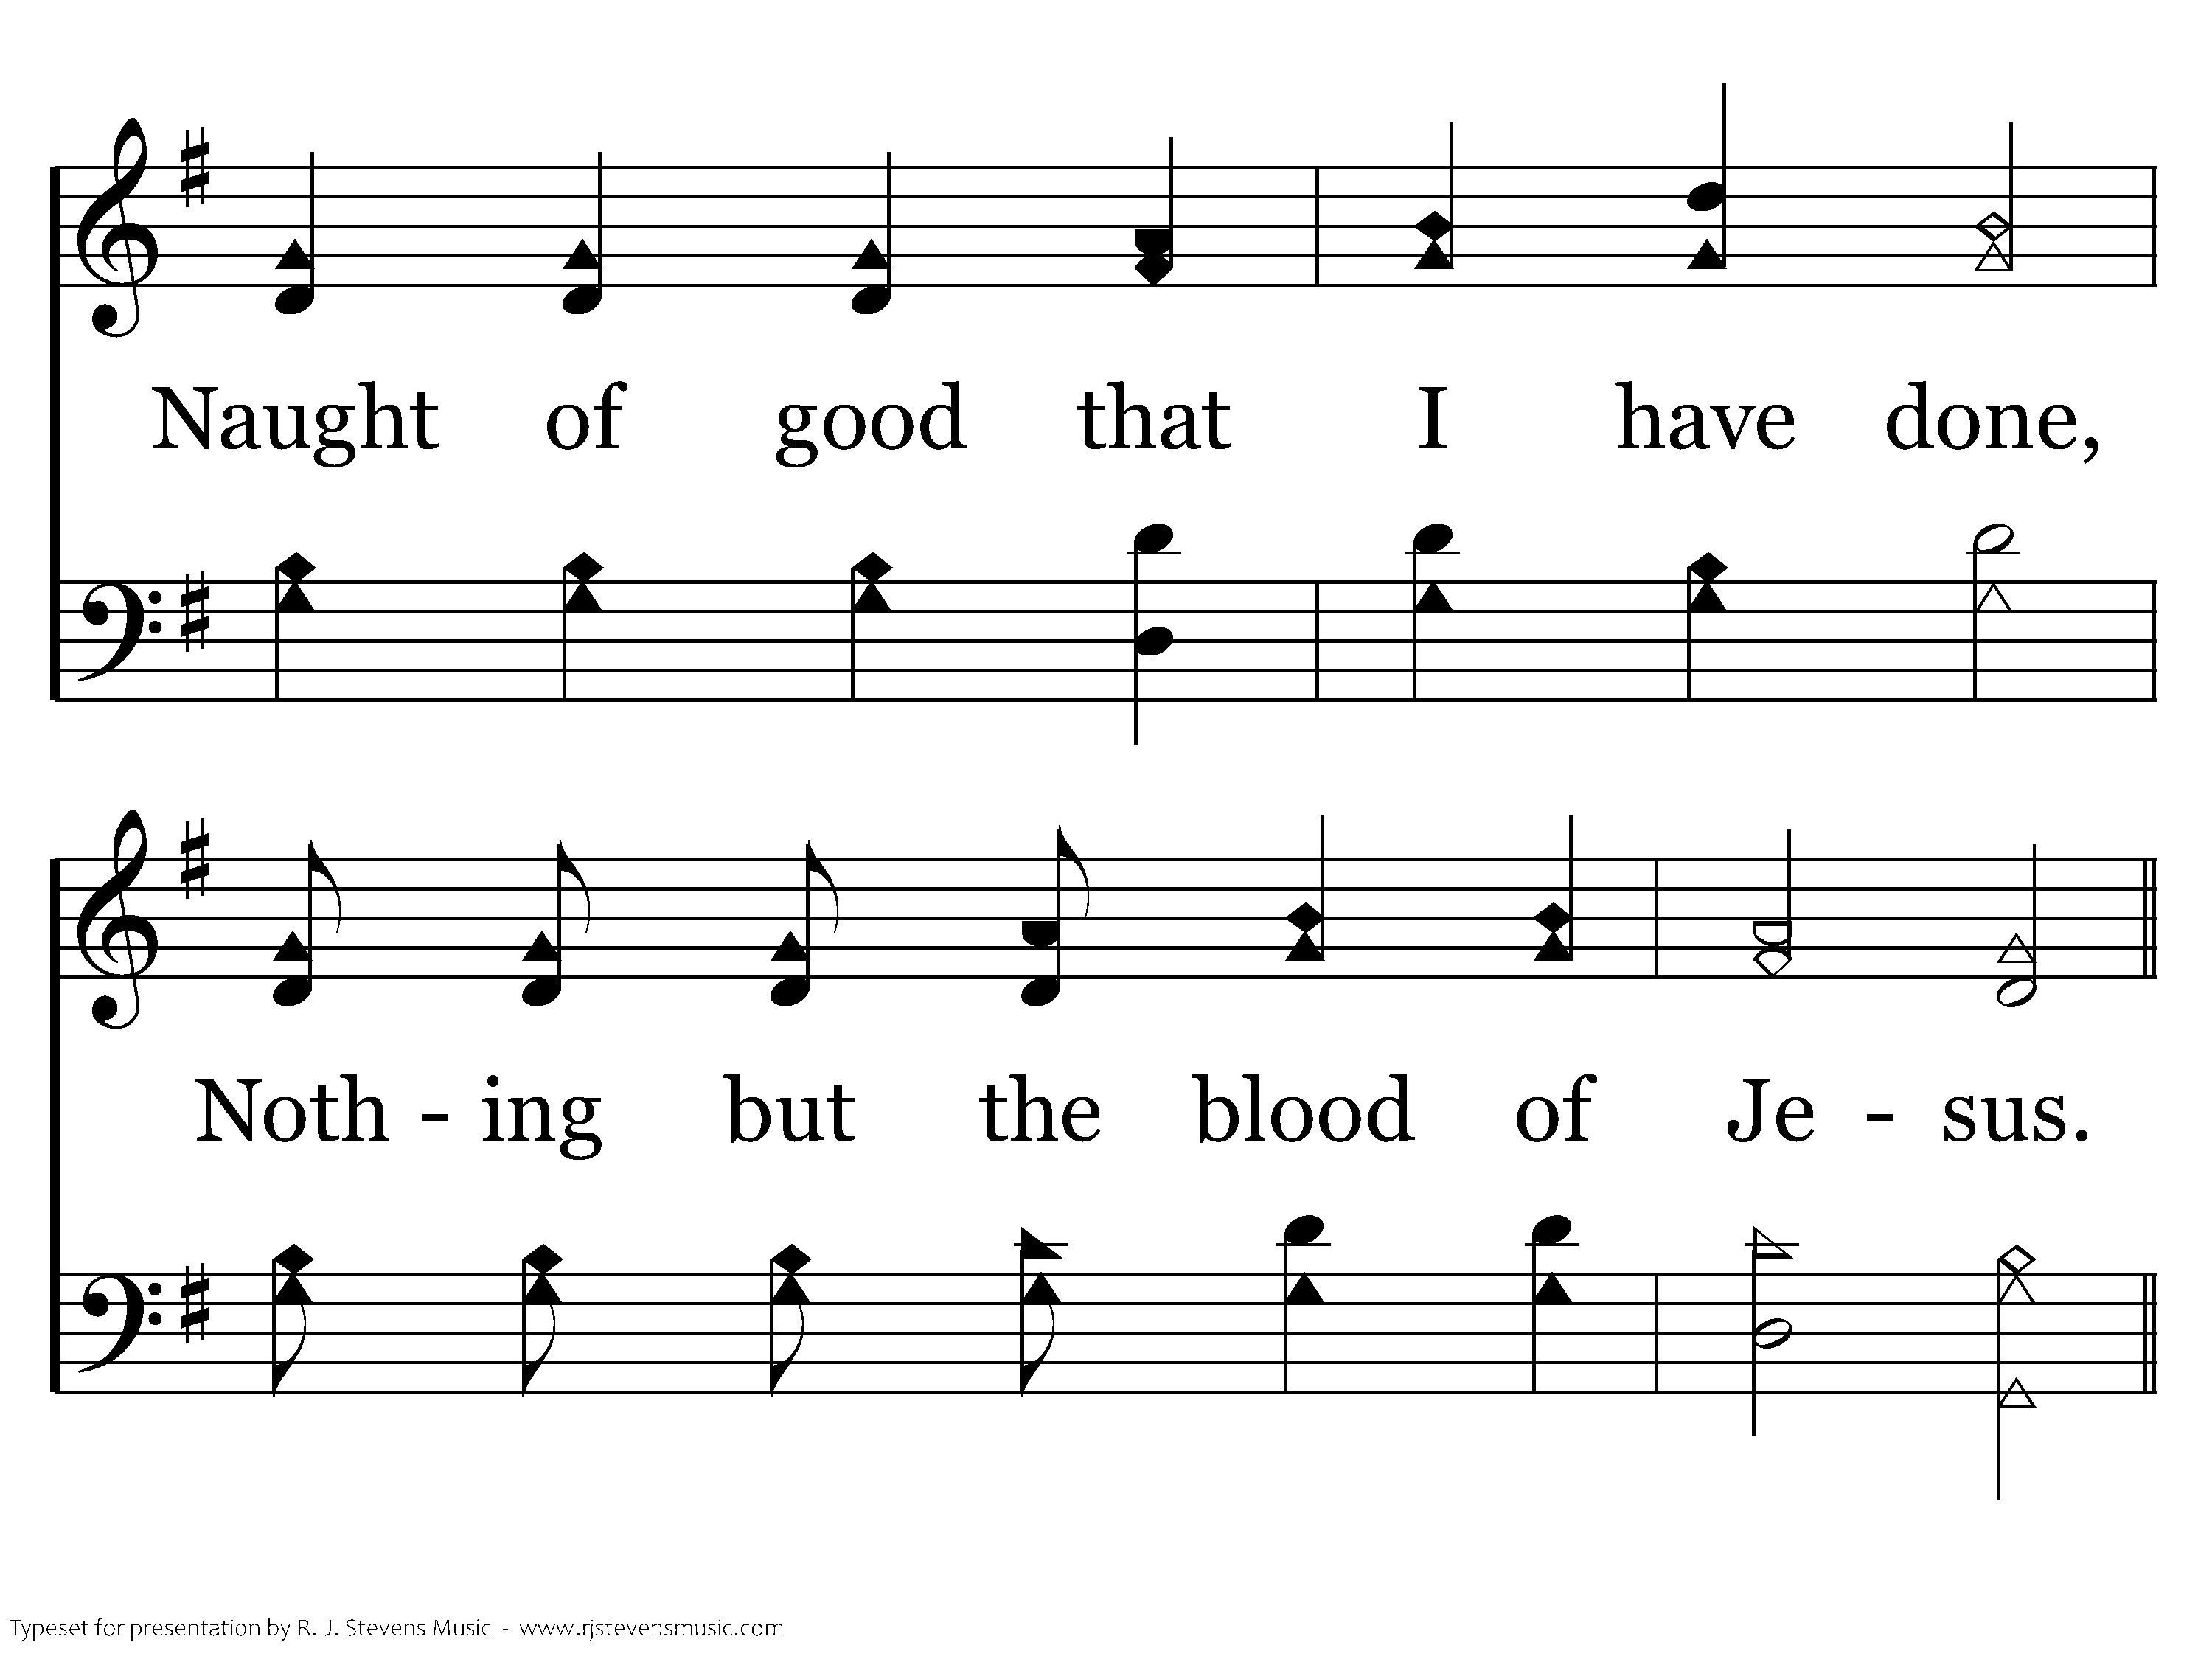 Naught of good that I have done,
Noth - ing but the blood of Je - sus.
Typeset for presentation by R. J. Stevens Music - www.rjstevensmusic.com